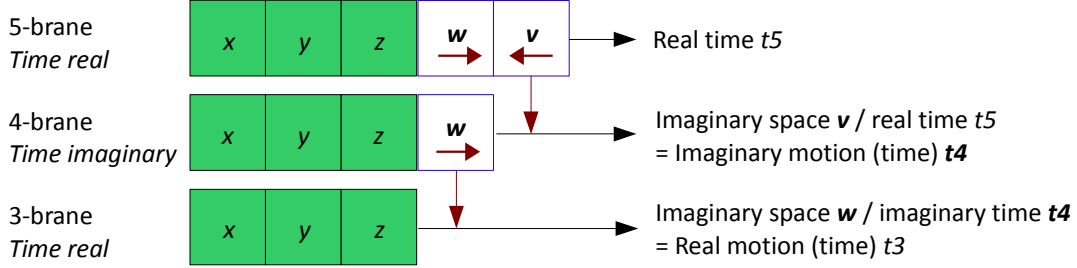 5-brane
Time real
x y z w v
Real time t5
4-brane
Time imaginary
x y z w
Imaginary space v / real time t5
= Imaginary motion (time) t4
3-brane
Time real
x y z
Imaginary space w / imaginary time t4
= Real motion (time) t3